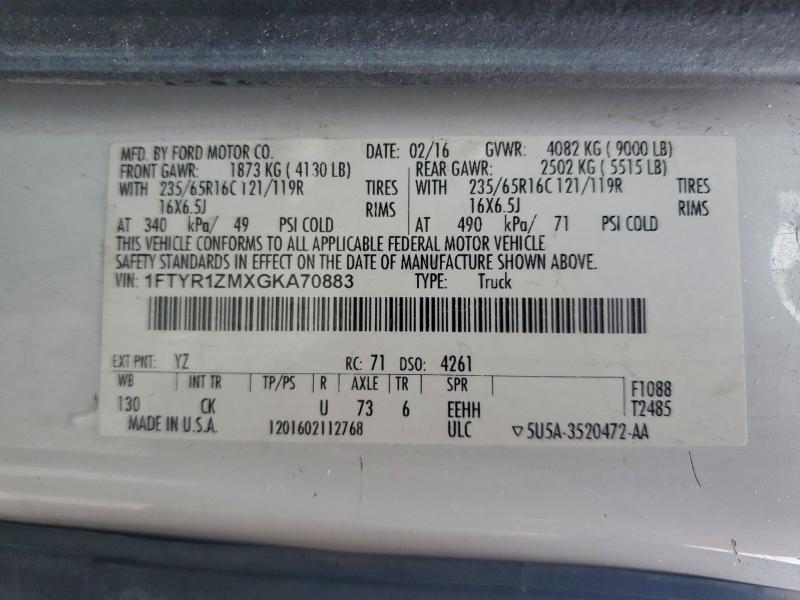 MFD. BY FORD MOTOR CO. DATE: 02/16 GVWR: 4082 KG ( 9000 LB)
FRONT GAWR: 1873 KG ( 4130 LB) REAR GAWR: 2502 KG ( 5515 LB)
WITH 235/65R16C 121/119R TIRES WITH 235/65R16C 121/119R TIRES
16X6.5J RIMS 16X6.5J RIMS
AT 340 kPa/ 49 PSI COLD AT 490 kPa/ 71 PSI COLD
THIS VEHICLE CONFORMS TO ALL APPLICABLE FEDERAL MOTOR VEHICLE
SAFETY STANDARDS IN EFFECT ON THE DATE OF MANUFACTURE SHOWN ABOVE.
VIN: 1FTYR1ZMXGKA70883 TYPE: Truck
EXT PNT: YZ RC: 71 DSO: 4261
WB INT TR TP/PS R AXLE TR SPR F1088
130 CK U 73 6 EEHH T2485
MADE IN U.S.A. 1201602112768 ULC ▽5U5A-3520472-AA